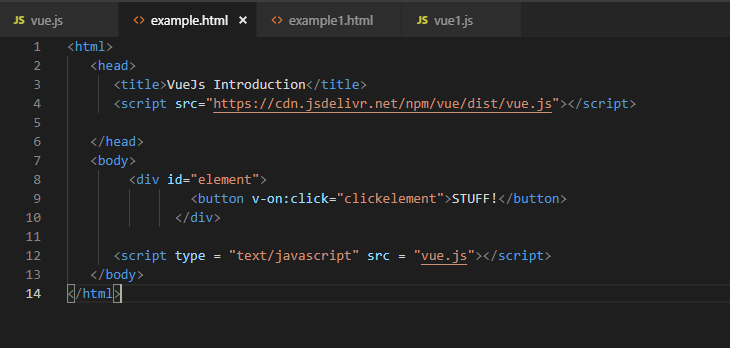 JS vue.js <> example.html × <> example1.html JS vue1.js
1 <html>
2 <head>
3 <title>VueJs Introduction</title>
4 <script src="https://cdn.jsdelivr.net/npm/vue/dist/vue.js"></script>
5
6 </head>
7 <body>
8 <div id="element">
9 <button v-on:click="clickelement">STUFF!</button>
10 </div>
11
12 <script type = "text/javascript" src = "vue.js"></script>
13 </body>
14 </html>